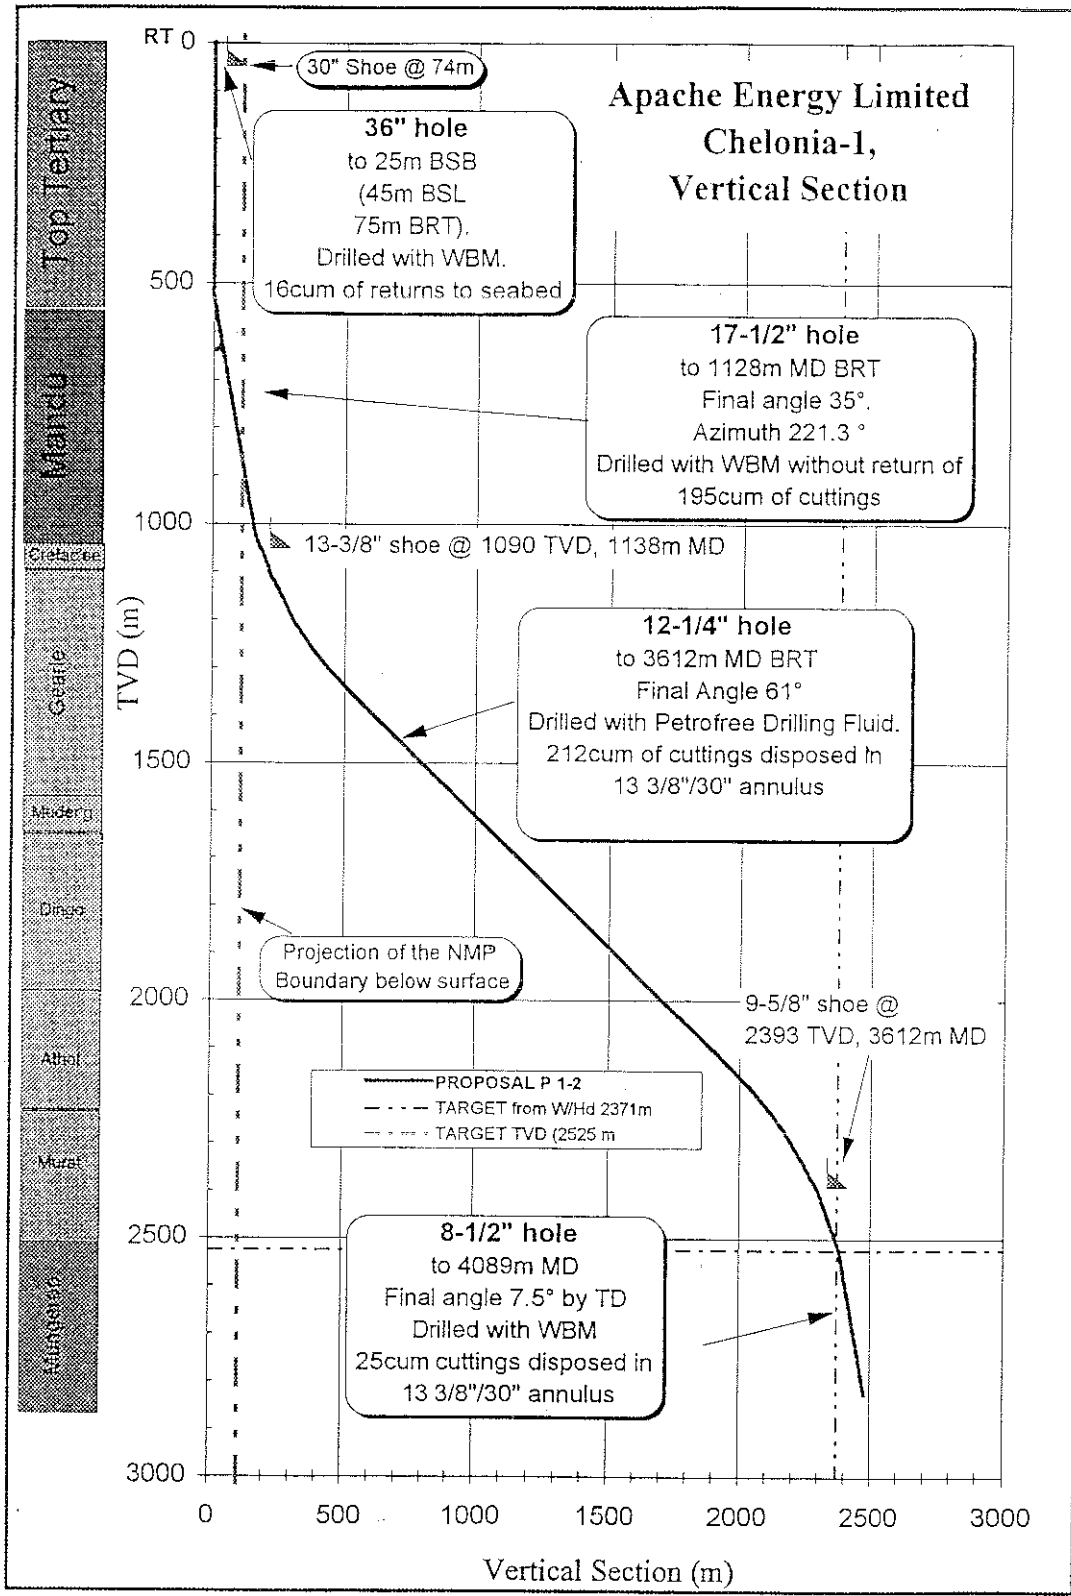 RT 0
30" Shoe @ 74m
Apache Energy Limited
Chelonia-1,
Vertical Section
36" hole
to 25m BSB
(45m BSL
75m BRT).
Drilled with WBM.
16cum of returns to seabed
Top Tertiary
500
17-1/2" hole
to 1128m MD BRT
Final angle 35°.
Azimuth 221.3 °
Drilled with WBM without return of
195cum of cuttings
Mandu
1000
13-3/8" shoe @ 1090 TVD, 1138m MD
TVD (m)
12-1/4" hole
to 3612m MD BRT
Final Angle 61°
Drilled with Petrofree Drilling Fluid.
212cum of cuttings disposed in
13 3/8"/30" annulus
Gearle
1500
Muderg
Dingo
Projection of the NMP
Boundary below surface
2000
9-5/8" shoe @
2393 TVD, 3612m MD
Athol
PROPOSAL P 1-2
TARGET from W/Hd 2371m
TARGET TVD (2525 m
Murat
2500
8-1/2" hole
to 4089m MD
Final angle 7.5° by TD
Drilled with WBM
25cum cuttings disposed in
13 3/8"/30" annulus
3000
0 500 1000 1500 2000 2500 3000
Vertical Section (m)